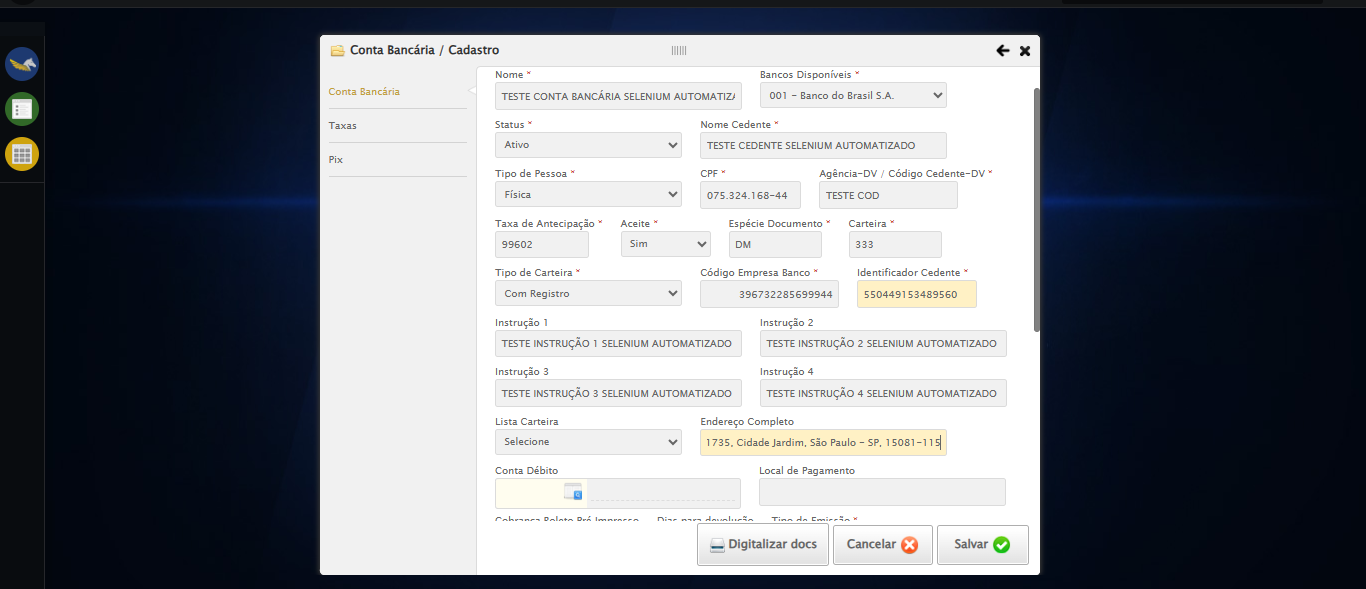 Conta Bancária / Cadastro
Conta Bancária
Taxas
Pix
Nome * Bancos Disponíveis *
TESTE CONTA BANCÁRIA SELENIUM AUTOMATIZA 001 - Banco do Brasil S.A.
Status * Nome Cedente *
Ativo TESTE CEDENTE SELENIUM AUTOMATIZADO
Tipo de Pessoa * CPF * Agência-DV / Código Cedente-DV *
Física 075.324.168-44 TESTE COD
Taxa de Antecipação * Aceite * Espécie Documento * Carteira *
99602 Sim DM 333
Tipo de Carteira * Código Empresa Banco * Identificador Cedente *
Com Registro 396732285699944 550449153489560
Instrução 1 Instrução 2
TESTE INSTRUÇÃO 1 SELENIUM AUTOMATIZADO TESTE INSTRUÇÃO 2 SELENIUM AUTOMATIZADO
Instrução 3 Instrução 4
TESTE INSTRUÇÃO 3 SELENIUM AUTOMATIZADO TESTE INSTRUÇÃO 4 SELENIUM AUTOMATIZADO
Lista Carteira Endereço Completo
Selecione 1735, Cidade Jardim, São Paulo - SP, 15081-115
Conta Débito Local de Pagamento
Cobrança Boleto Pré Impresso Dias para devolução Tipo de Emissão *
Digitalizar docs Cancelar Salvar